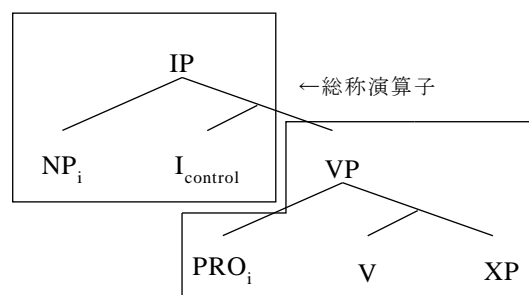 IP
←総称演算子
NPi
Icontrol
VP
PROi
V
XP